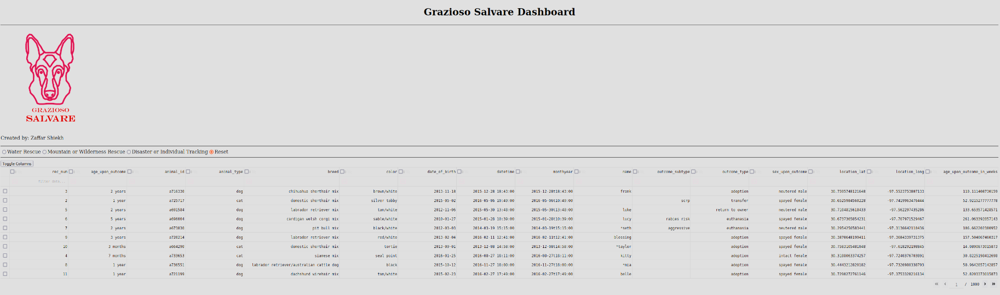 Grazioso Salvare Dashboard
GRAZIOSO
SALVARE
Created by: Zaffar Shiekh
Water Rescue Mountain or Wilderness Rescue Disaster or Individual Tracking Reset
Toggle Columns
rec_num age_upon_outcome animal_id animal_type breed color date_of_birth datetime monthyear name outcome_subtype outcome_type sex_upon_outcome location_lat location_long age_upon_outcome_in_weeks
filter data...
3 2 years a716330 dog chihuahua shorthair mix brown/white 2013-11-18 2015-12-28 18:43:00 2015-12-28t18:43:00 frank adoption neutered male 30.7595748121648 -97.5523753807133 110.111408730159
2 1 year a725717 cat domestic shorthair mix silver tabby 2015-05-02 2016-05-06 10:49:00 2016-05-06t10:49:00 scrp transfer spayed female 30.6525984560228 -97.7419963476444 52.9215277777778
5 2 years a691584 dog labrador retriever mix tan/white 2012-11-06 2015-05-30 13:48:00 2015-05-30t13:48:00 luke return to owner neutered male 30.7104815618433 -97.562297435286 133.653571428571
6 5 years a696004 dog cardigan welsh corgi mix sable/white 2010-01-27 2015-01-28 10:39:00 2015-01-28t10:39:00 lucy rabies risk euthanasia spayed female 30.6737365854231 -97.707971529467 261.063392857143
7 2 years a673830 dog pit bull mix black/white 2012-03-03 2014-03-19 15:15:00 2014-03-19t15:15:00 *seth aggressive euthanasia neutered male 30.2954256583441 -97.3136642110436 106.662202380952
9 3 years a720214 dog labrador retriever mix red/white 2013-02-04 2016-02-11 12:41:00 2016-02-11t12:41:00 blessing adoption spayed female 30.3870648199411 -97.3684339731375 157.504067460317
10 3 months a664290 cat domestic shorthair mix tortie 2013-09-01 2013-12-08 14:58:00 2013-12-08t14:58:00 *taylor adoption spayed female 30.7583105481048 -97.618292198845 14.0890873015873
4 7 months a733653 cat siamese mix seal point 2016-01-25 2016-08-27 18:11:00 2016-08-27t18:11:00 kitty adoption intact female 30.3188063374257 -97.7240376703891 30.8225198412698
8 1 year a736551 dog labrador retriever/australian cattle dog black 2015-10-12 2016-11-27 18:00:00 2016-11-27t18:00:00 *mia adoption spayed female 30.4443212820182 -97.7326980338793 58.9642857142857
11 1 year a721199 dog dachshund wirehair mix tan/white 2015-02-23 2016-02-27 17:49:00 2016-02-27t17:49:00 belle adoption spayed female 30.7290272761146 -97.3753328216134 52.8203373015873
1 / 1000